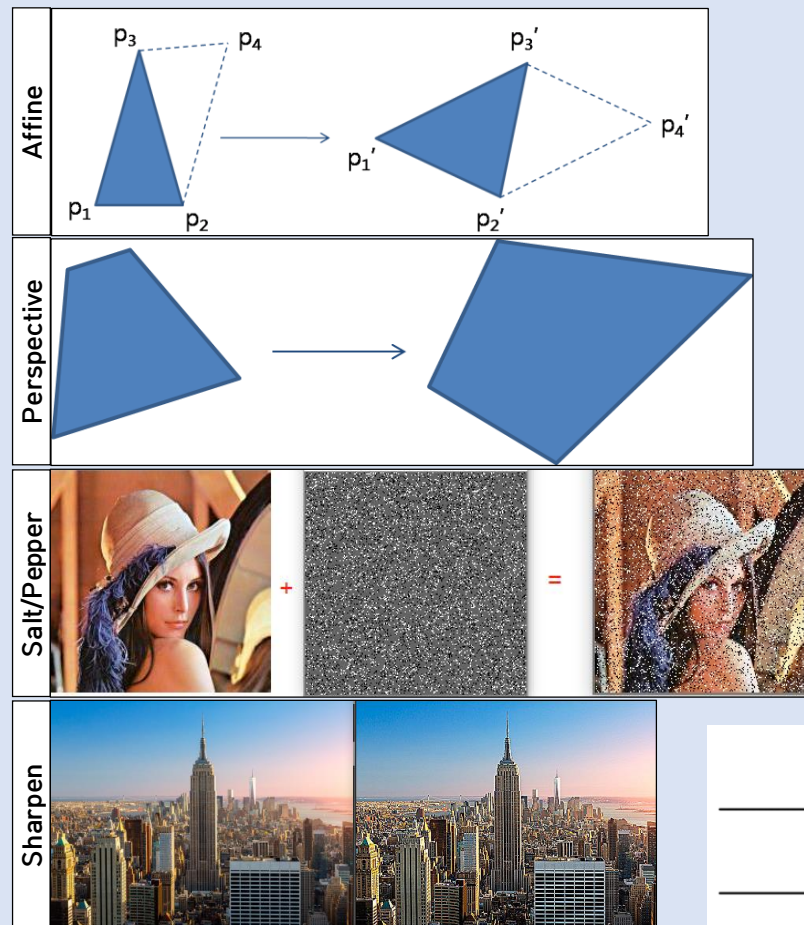 Affine
p₃ p₄ p₃′
p₁′ p₄′
p₁ p₂ p₂′
Perspective
Salt/Pepper
+ =
Sharpen